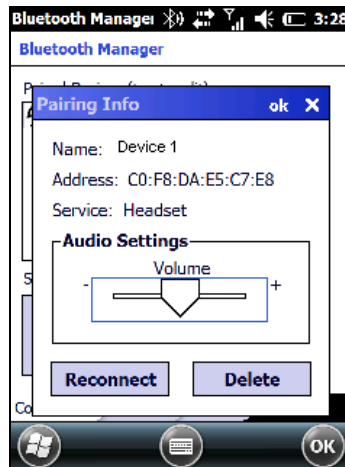 Bluetooth Manager 3:28
Bluetooth Manager
Pairing Info ok X
Name: Device 1
Address: C0:F8:DA:E5:C7:E8
Service: Headset
Audio Settings
Volume
- +
Reconnect Delete
OK